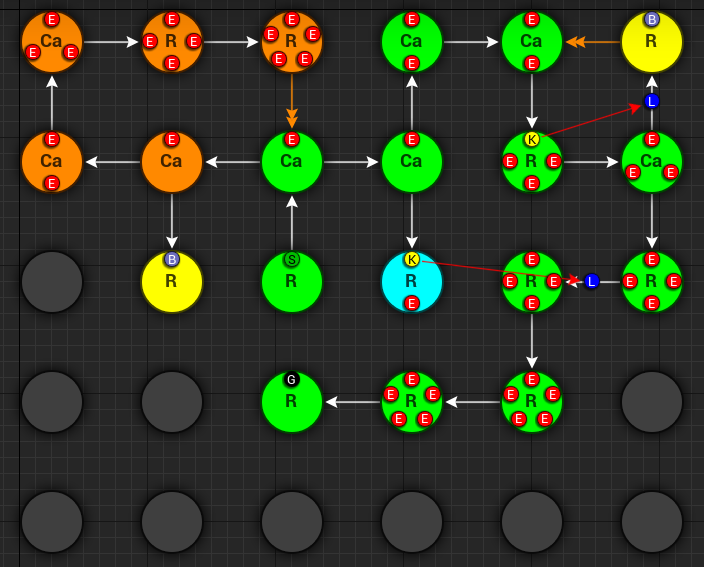 E E E E B
Ca R R Ca Ca R
E E E E E E E E E E E E
L
E E E E K E
Ca Ca Ca Ca R Ca
E E E E E E
B S K E E
R R R R L R
E E E E E E E
G E E
R R R
E E E E E E E E